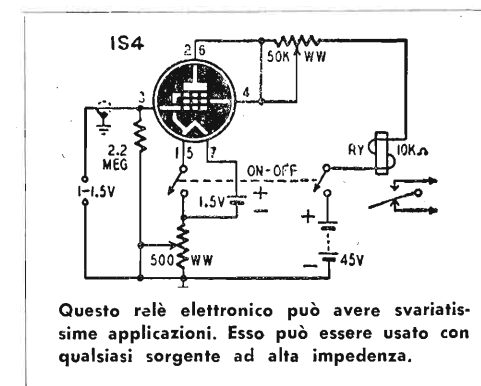 1S4
2 6
50K WW
3
4
2.2
MEG
1 5 7
RY 10KΩ
ON-OFF
1-1.5V
1.5V
+
−
+
500 WW
−
45V
Questo relè elettronico può avere svariatis-
sime applicazioni. Esso può essere usato con
qualsiasi sorgente ad alta impedenza.